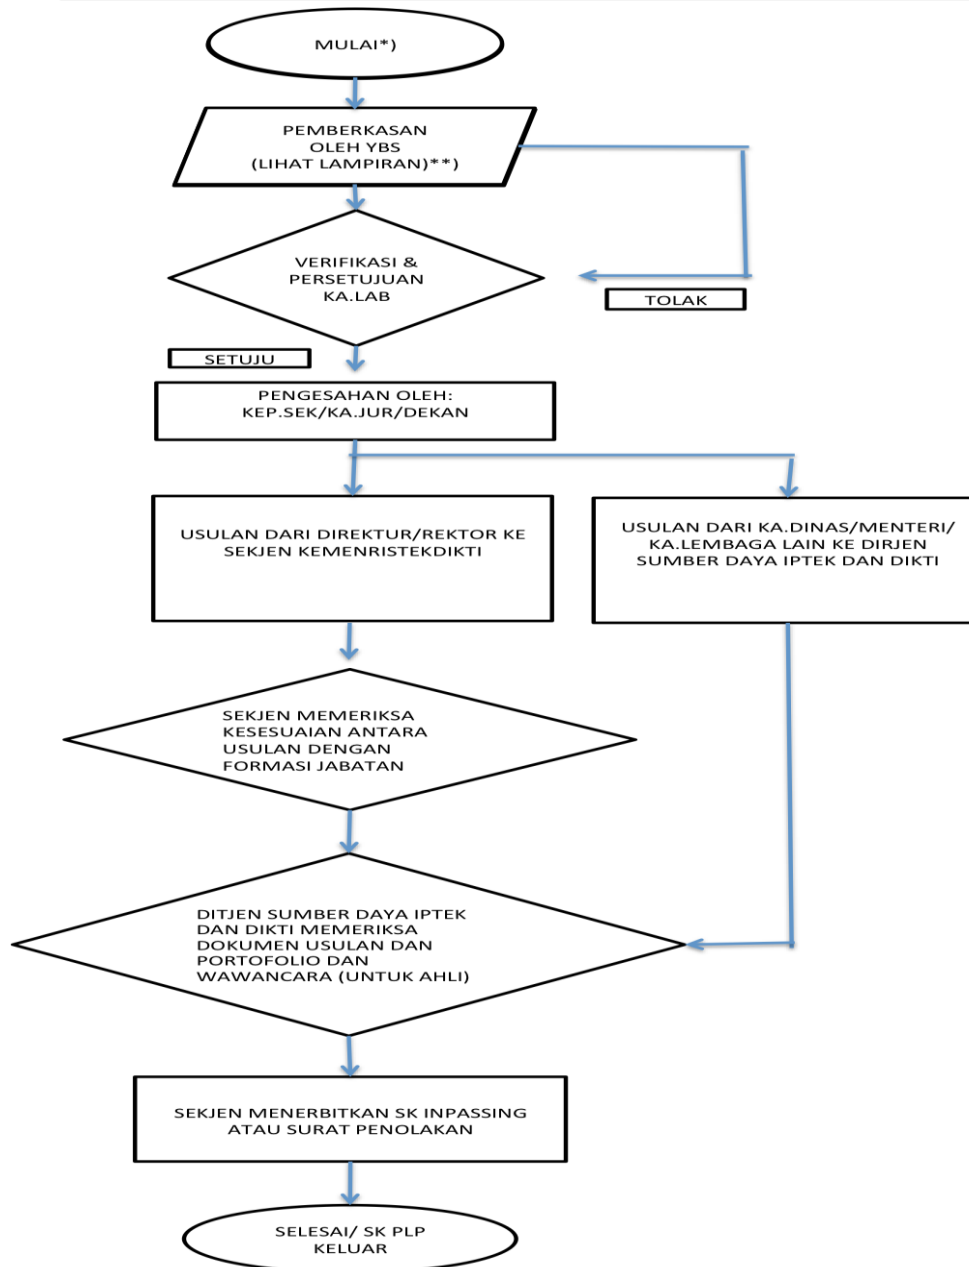 MULAI*)
PEMBERKASAN
OLEH YBS
(LIHAT LAMPIRAN)**)
VERIFIKASI &
PERSETUJUAN
KA.LAB
TOLAK
SETUJU
PENGESAHAN OLEH:
KEP.SEK/KA.JUR/DEKAN
USULAN DARI DIREKTUR/REKTOR KE
SEKJEN KEMENRISTEKDIKTI
USULAN DARI KA.DINAS/MENTERI/
KA.LEMBAGA LAIN KE DIRJEN
SUMBER DAYA IPTEK DAN DIKTI
SEKJEN MEMERIKSA
KESESUAIAN ANTARA
USULAN DENGAN
FORMASI JABATAN
DITJEN SUMBER DAYA IPTEK
DAN DIKTI MEMERIKSA
DOKUMEN USULAN DAN
PORTOFOLIO DAN
WAWANCARA (UNTUK AHLI)
SEKJEN MENERBITKAN SK INPASSING
ATAU SURAT PENOLAKAN
SELESAI/ SK PLP
KELUAR